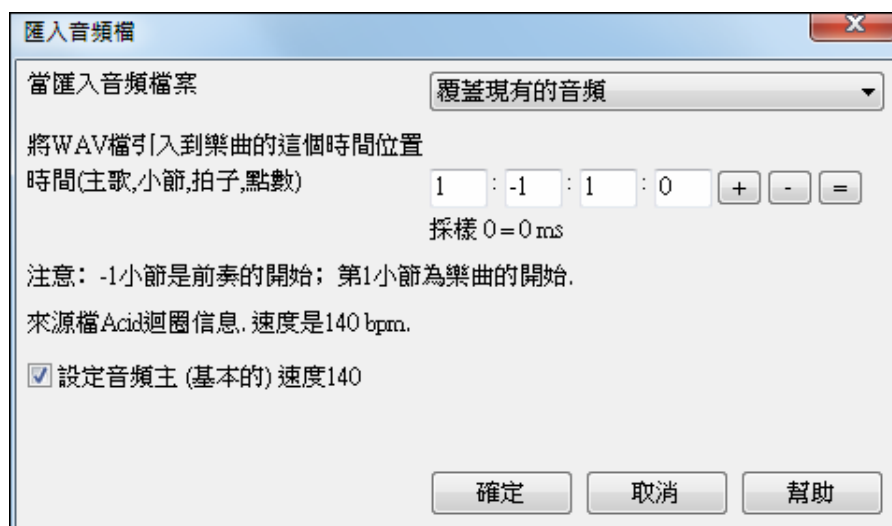 匯入音頻檔
當匯入音頻檔案 覆蓋現有的音頻
將WAV檔引入到樂曲的這個時間位置
時間(主歌,小節,拍子,點數) 1 : -1 : 1 : 0 + - =
採樣 0=0 ms
注意：-1小節是前奏的開始；第1小節為樂曲的開始.
來源檔Acid迴圈信息. 速度是140 bpm.
設定音頻主 (基本的) 速度140
確定 取消 幫助